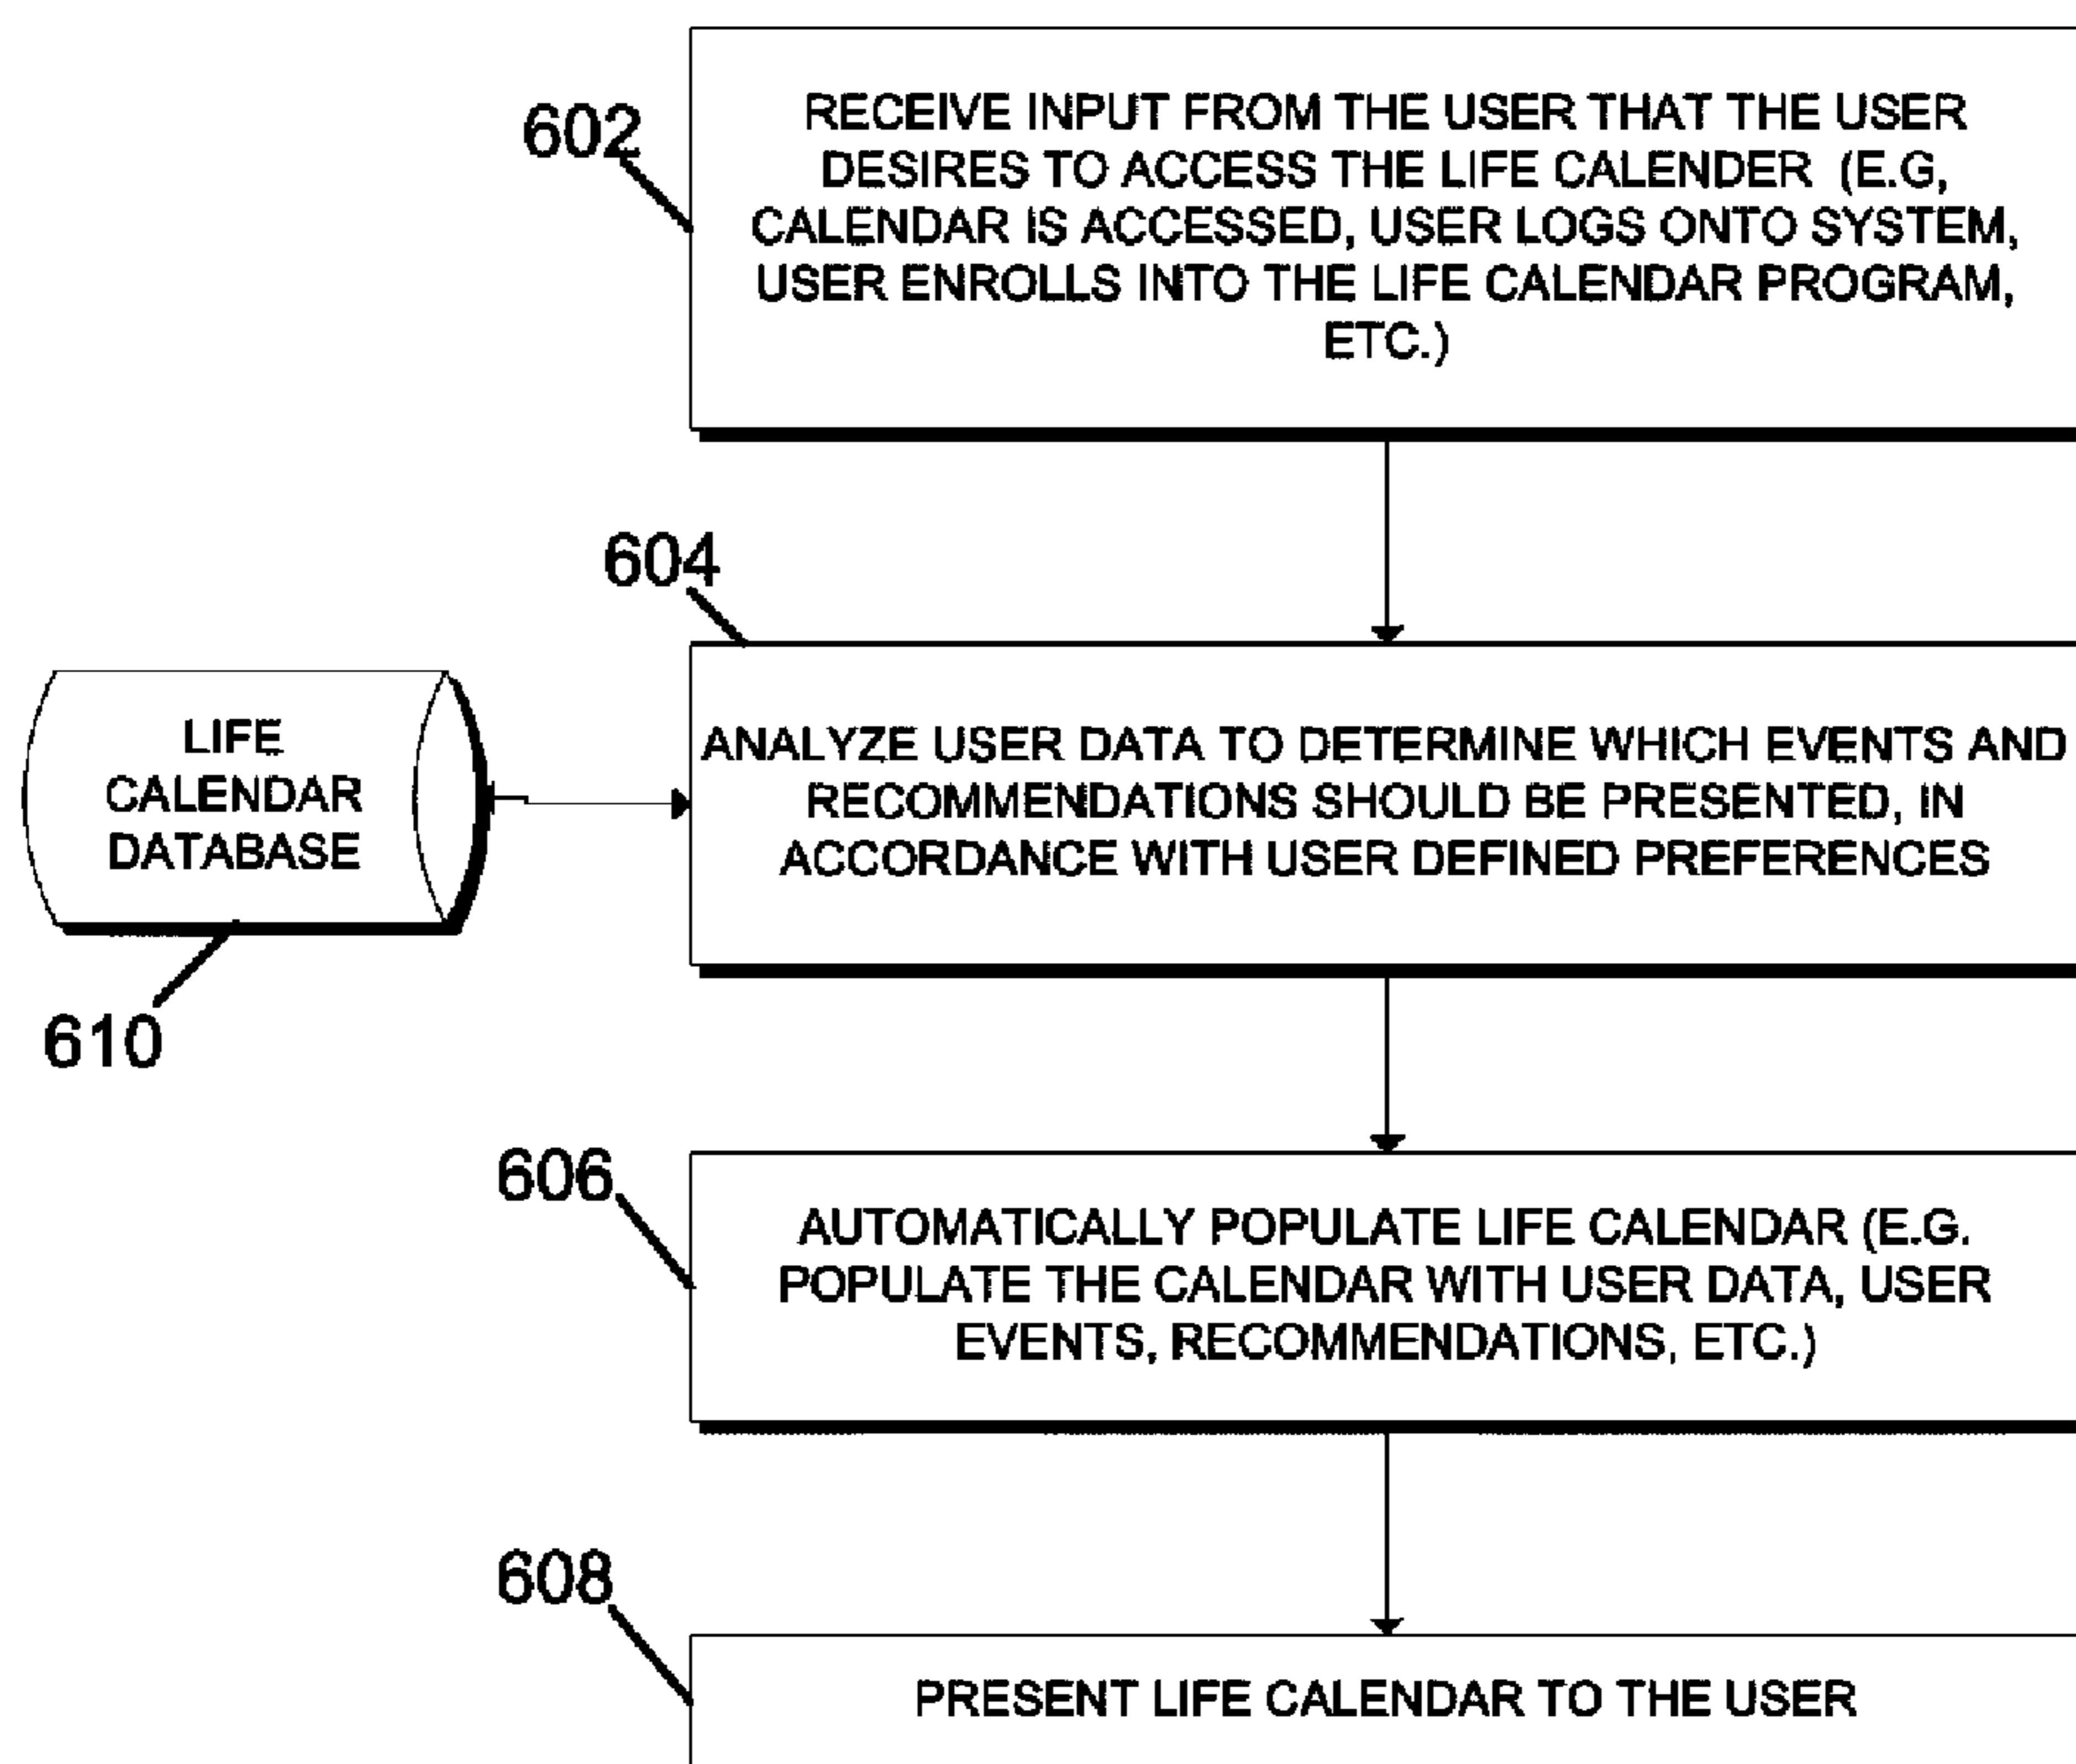 602
RECEIVE INPUT FROM THE USER THAT THE USER
DESIRES TO ACCESS THE LIFE CALENDER (E.G,
CALENDAR IS ACCESSED, USER LOGS ONTO SYSTEM,
USER ENROLLS INTO THE LIFE CALENDAR PROGRAM,
ETC.)
604
LIFE
CALENDAR
DATABASE
610
ANALYZE USER DATA TO DETERMINE WHICH EVENTS AND
RECOMMENDATIONS SHOULD BE PRESENTED, IN
ACCORDANCE WITH USER DEFINED PREFERENCES
606
AUTOMATICALLY POPULATE LIFE CALENDAR (E.G.
POPULATE THE CALENDAR WITH USER DATA, USER
EVENTS, RECOMMENDATIONS, ETC.)
608
PRESENT LIFE CALENDAR TO THE USER